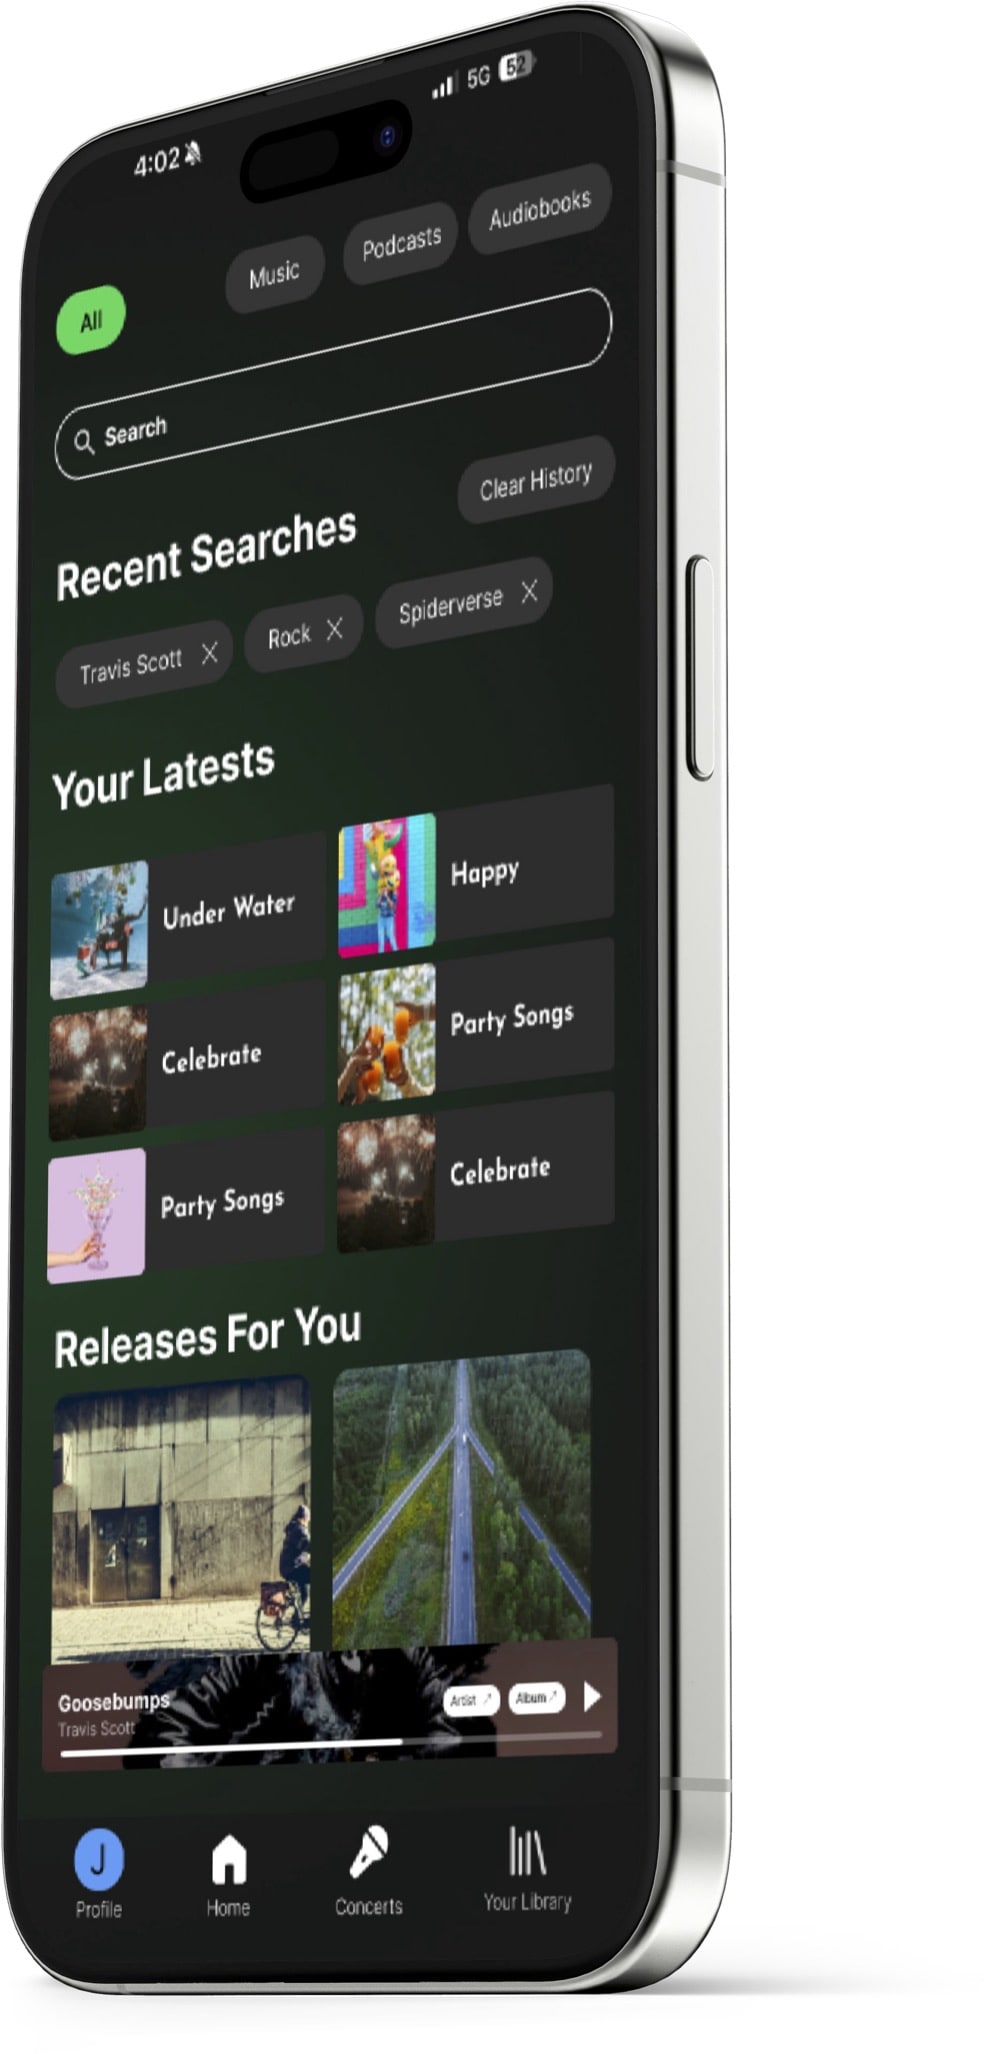 4:02
5G 52
All
Music
Podcasts
Audiobooks
Search
Clear History
Recent Searches
Travis Scott
Rock
Spiderverse
Your Latests
Under Water
Happy
Celebrate
Party Songs
Party Songs
Celebrate
Releases For You
Goosebumps
Travis Scott
Artist
Album
J
Profile
Home
Concerts
Your Library